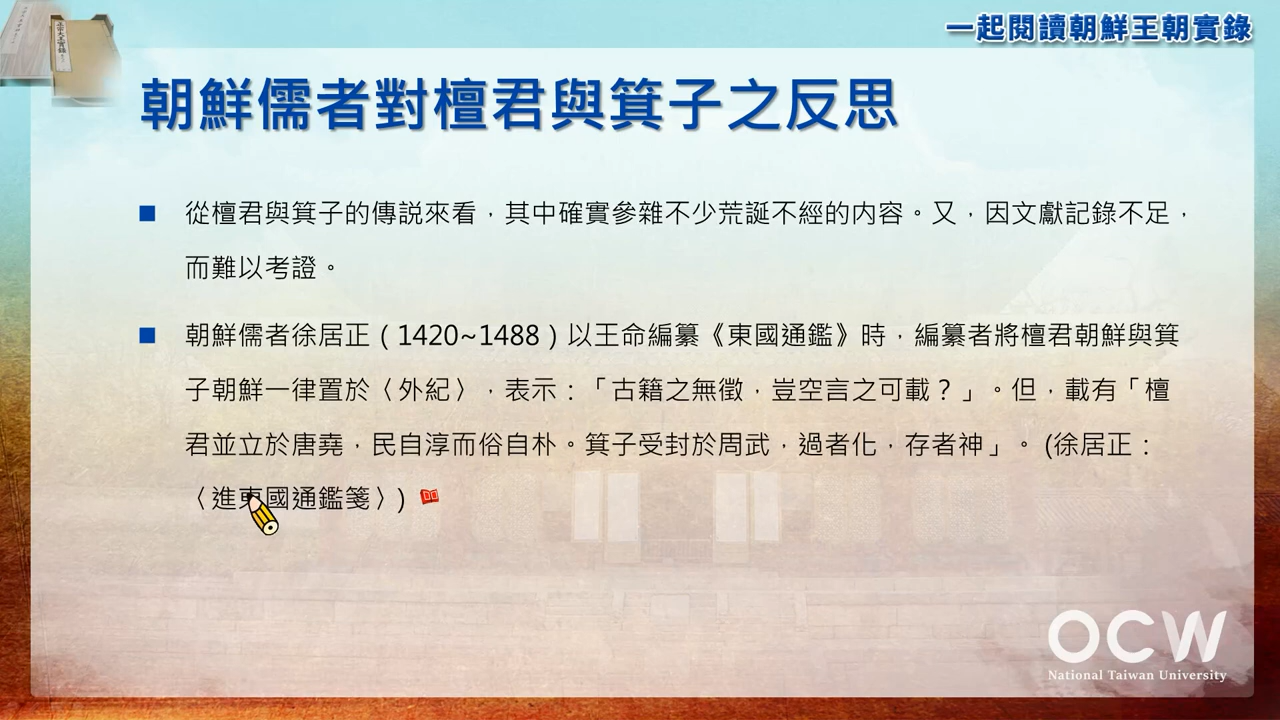 一起閱讀朝鮮王朝實錄
朝鮮儒者對檀君與箕子之反思
■ 從檀君與箕子的傳說來看，其中確實參雜不少荒誕不經的內容。又，因文獻記錄不足，
而難以考證。
■ 朝鮮儒者徐居正（1420~1488）以王命編纂《東國通鑑》時，編纂者將檀君朝鮮與箕
子朝鮮一律置於〈外紀〉，表示：「古籍之無徵，豈空言之可載？」。但，載有「檀
君並立於唐堯，民自淳而俗自朴。箕子受封於周武，過者化，存者神」。(徐居正：
〈進東國通鑑箋〉)
OCW
National Taiwan University